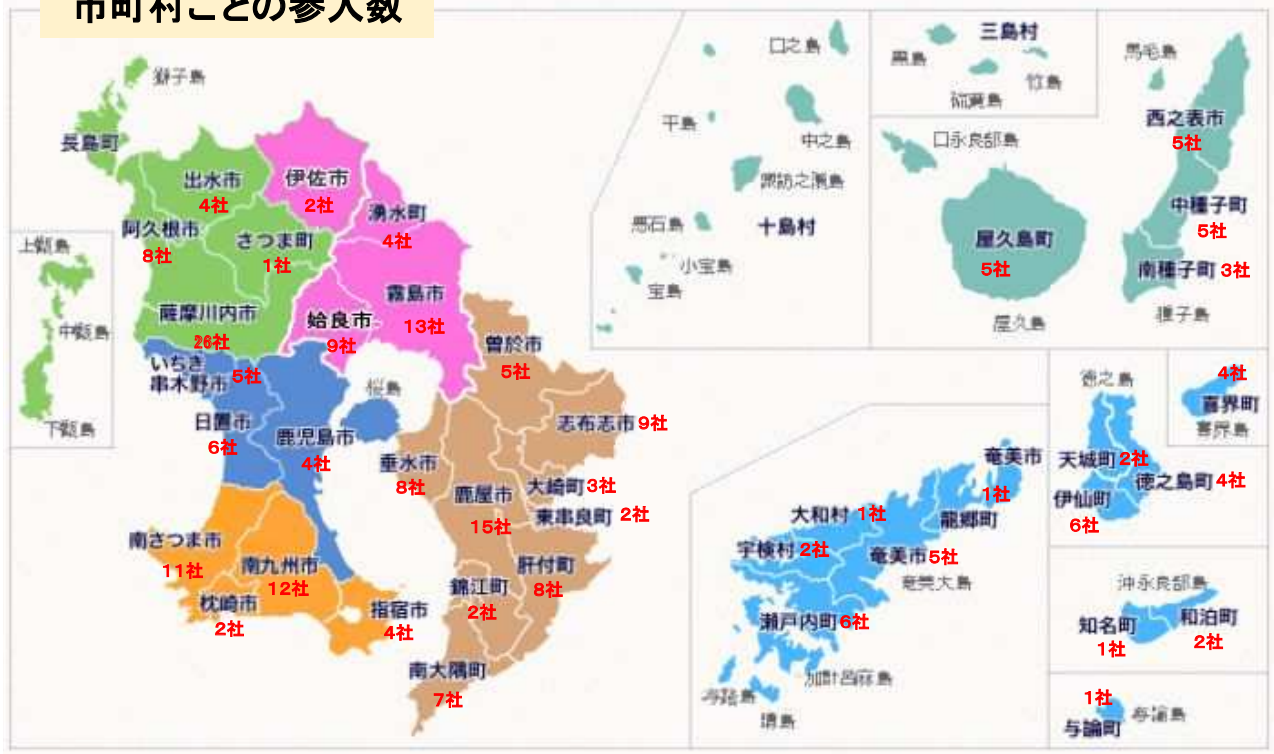 市町村ごとの参入数
獅子島
長島町
出水市
4社
伊佐市
2社
湧水町
4社
阿久根市
8社
さつま町
1社
霧島市
13社
薩摩川内市
26社
姶良市
9社
上甑島
中甑島
下甑島
いちき
串木野市
5社
桜島
日置市
6社
鹿児島市
4社
曽於市
5社
志布志市 9社
垂水市
8社
鹿屋市
15社
大崎町 3社
東串良町 2社
肝付町
8社
錦江町
2社
南大隅町
7社
南さつま市
11社
南九州市
12社
枕崎市
2社
指宿市
4社
口之島
平島
中之島
諏訪之瀬島
悪石島
十島村
小宝島
宝島
三島村
黒島
竹島
硫黄島
口永良部島
屋久島町
5社
屋久島
馬毛島
西之表市
5社
中種子町
5社
南種子町 3社
種子島
奄美市
1社
龍郷町
大和村 1社
宇検村 2社
奄美市 5社
奄美大島
瀬戸内町 6社
加計呂麻島
与路島
請島
徳之島
天城町 2社
徳之島町 4社
伊仙町
6社
4社
喜界町
喜界島
沖永良部島
知名町
1社
和泊町
2社
1社
与論町
与論島